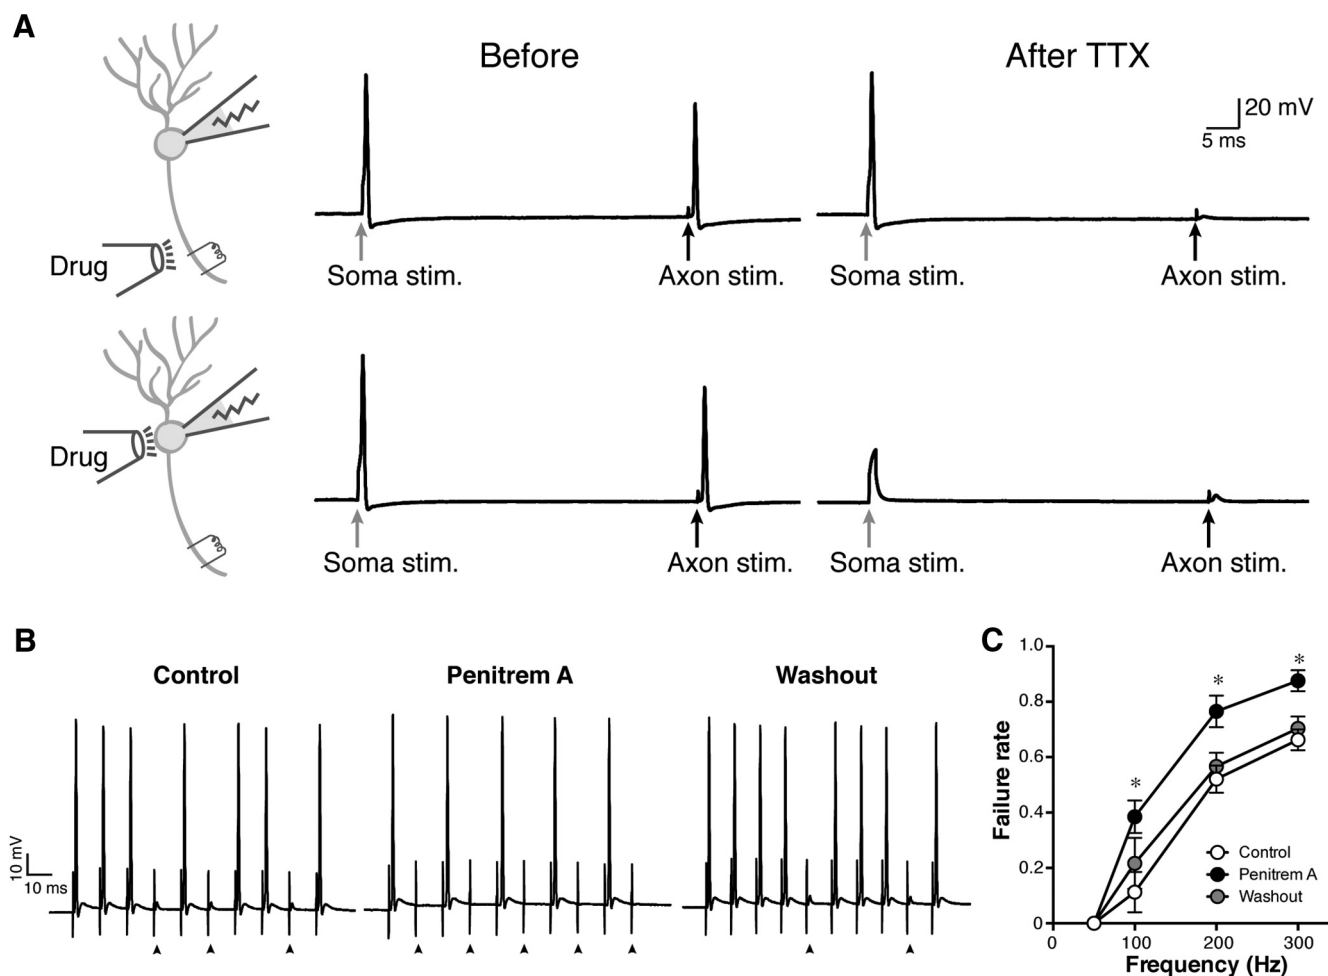 A
Before
After TTX
20 mV
5 ms
Drug
Soma stim.
Axon stim.
Soma stim.
Axon stim.
Drug
Soma stim.
Axon stim.
Soma stim.
Axon stim.
B
Control
Penitrem A
Washout
10 mV
10 ms
C
1.0
0.8
0.6
0.4
0.2
0
Failure rate
*
*
*
Control
Penitrem A
Washout
0
100
200
300
Frequency (Hz)